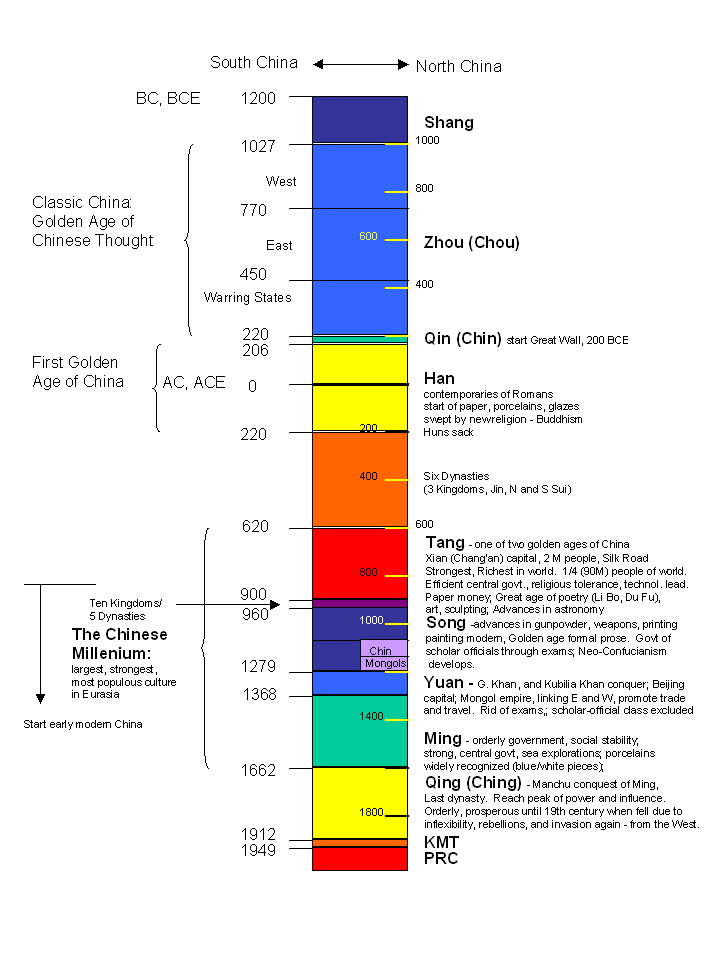 South China
North China
BC, BCE
1200
Shang
1000
1027
West
800
Classic China:
Golden Age of
Chinese Thought
770
600
East
Zhou (Chou)
450
400
Warring States
220
Qin (Chin) start Great Wall, 200 BCE
206
First Golden
Age of China
AC, ACE
0
Han
contemporaries of Romans
start of paper, porcelains, glazes
swept by newreligion - Buddhism
Huns sack
200
220
400
Six Dynasties
(3 Kingdoms, Jin, N and S Sui)
620
600
Tang - one of two golden ages of China
Xian (Chang'an) capital, 2 M people, Silk Road
Strongest, Richest in world. 1/4 (90M) people of world.
Efficient central govt., religious tolerance, technol. lead.
Paper money; Great age of poetry (Li Bo, Du Fu),
art, sculpting; Advances in astronomy
800
900
Ten Kingdoms/
5 Dynasties
960
1000
Song -advances in gunpowder, weapons, printing
painting modern, Golden age formal prose. Govt of
scholar officials through exams; Neo-Confucianism
develops.
The Chinese
Millenium:
largest, strongest,
most populous culture
in Eurasia
Chin
Mongols
1279
Yuan - G. Khan, and Kubilia Khan conquer; Beijing
capital; Mongol empire, linking E and W, promote trade
and travel. Rid of exams,; scholar-official class excluded
1368
1400
Start early modern China
Ming - orderly government, social stability;
strong, central govt, sea explorations; porcelains
widely recognized (blue/white pieces);
1662
Qing (Ching) - Manchu conquest of Ming,
Last dynasty. Reach peak of power and influence.
Orderly, prosperous until 19th century when fell due to
inflexibility, rebellions, and invasion again - from the West.
1800
1912
KMT
1949
PRC